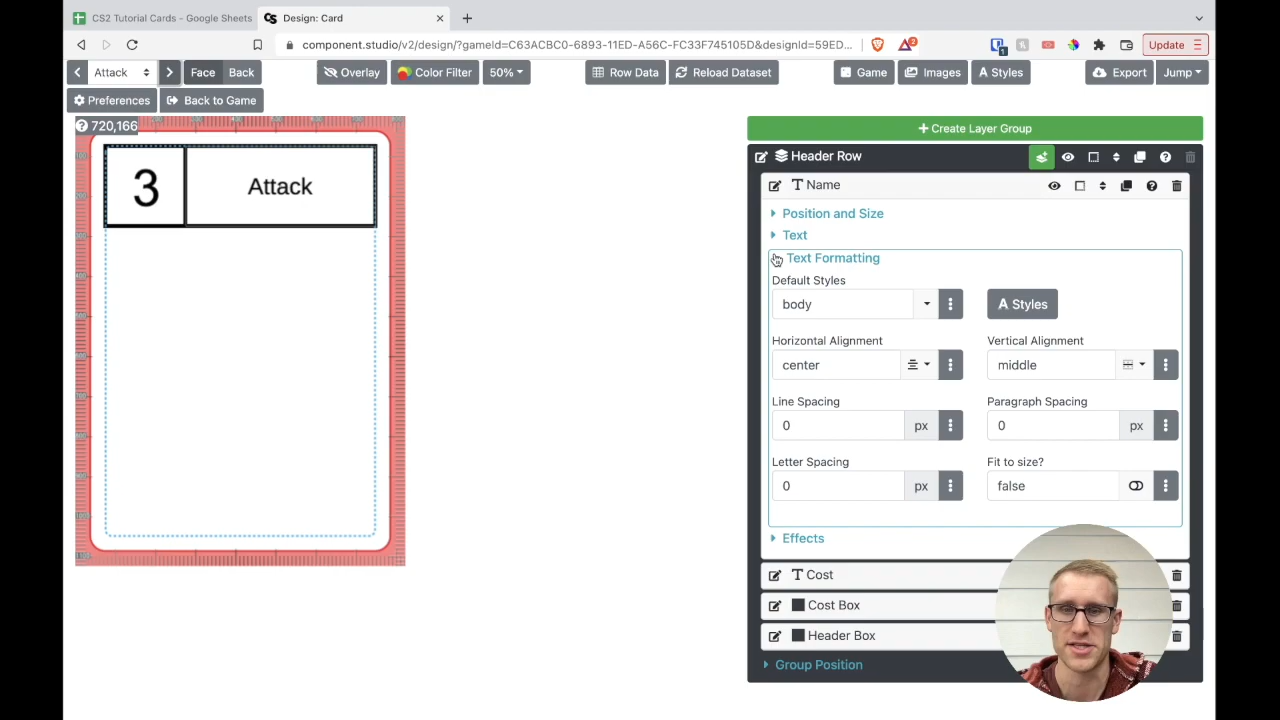 CS2 Tutorial Cards - Google Sheets
Design: Card
component.studio/v2/design/?gameId=C63ACBC0-6893-11ED-A56C-FC33F745105D&designId=59ED...
2
1
Update
Attack
Face
Back
Overlay
Color Filter
50%
Row Data
Reload Dataset
Game
Images
Styles
Export
Jump
Preferences
Back to Game
720,166
3
Attack
Create Layer Group
Header Row
Name
Position and Size
Text
Text Formatting
Default Style
body
Styles
Horizontal Alignment
Vertical Alignment
center
middle
Line Spacing
Paragraph Spacing
0
px
0
px
Letter Spac
Fit to size?
0
px
false
Effects
Cost
Cost Box
Header Box
Group Position